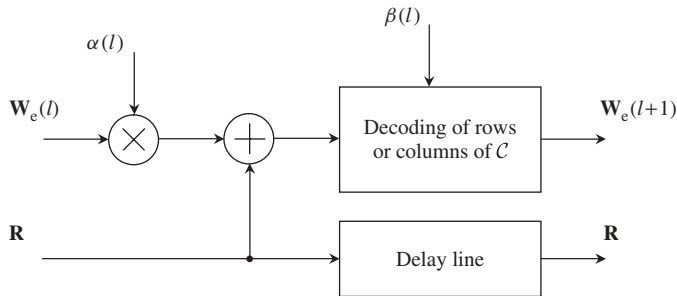 β(l)
α(l)
W_e(l)
W_e(l+1)
Decoding of rows
or columns of 𝒞
R
R
Delay line